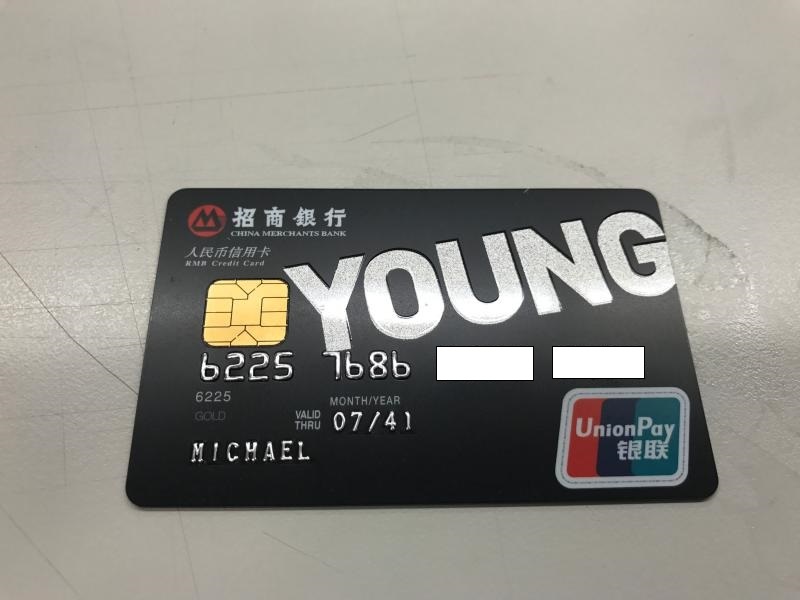 招商銀行
CHINA MERCHANTS BANK
人民币信用卡
RMB Credit Card
YOUNG
6225 7686
6225
MONTH/YEAR
GOLD
VALID THRU 07/41
MICHAEL
UnionPay
银联